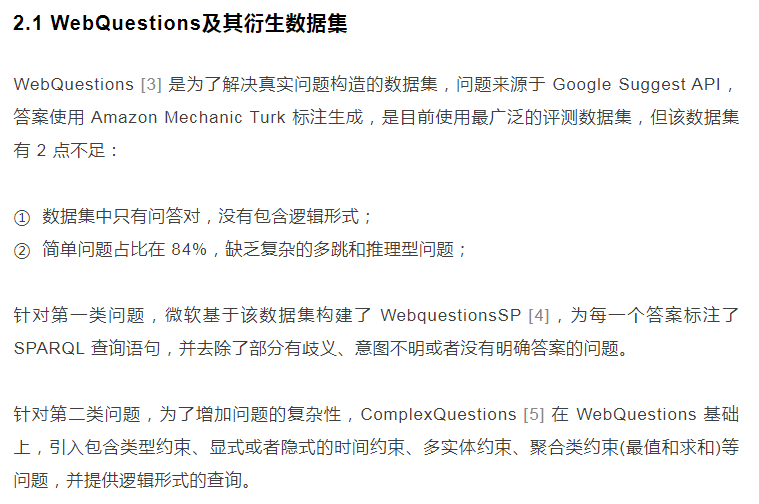 2.1 WebQuestions及其衍生数据集
WebQuestions [3] 是为了解决真实问题构造的数据集，问题来源于 Google Suggest API，
答案使用 Amazon Mechanic Turk 标注生成，是目前使用最广泛的评测数据集，但该数据集
有 2 点不足：
① 数据集中只有问答对，没有包含逻辑形式；
② 简单问题占比在 84%，缺乏复杂的多跳和推理型问题；
针对第一类问题，微软基于该数据集构建了 WebquestionsSP [4]，为每一个答案标注了
SPARQL 查询语句，并去除了部分有歧义、意图不明或者没有明确答案的问题。
针对第二类问题，为了增加问题的复杂性，ComplexQuestions [5] 在 WebQuestions 基础
上，引入包含类型约束、显式或者隐式的时间约束、多实体约束、聚合类约束(最值和求和)等
问题，并提供逻辑形式的查询。